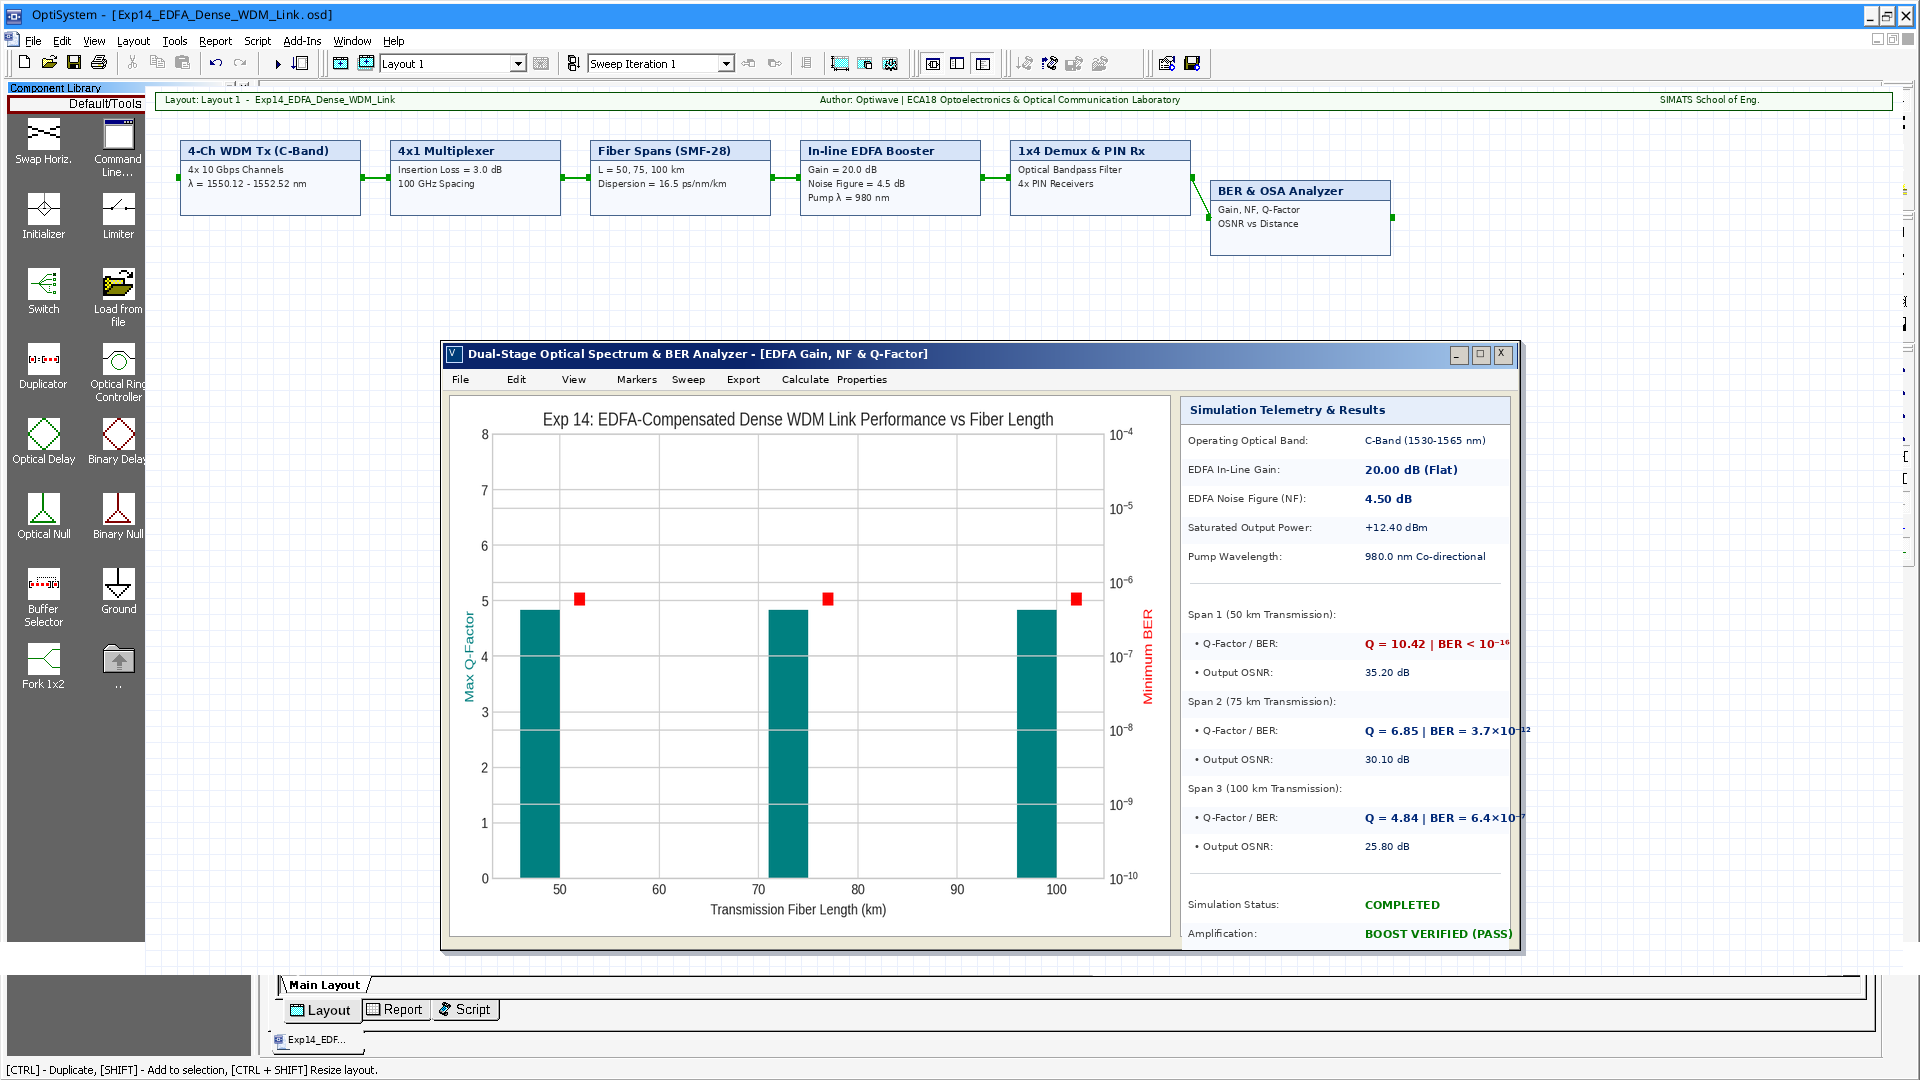 OptiSystem - [Exp14_EDFA_Dense_WDM_Link.osd]
File Edit View Layout Tools Report Script Add-Ins Window Help
Layout 1
Sweep Iteration 1
Component Library
Default/Tools
Swap Horiz.
Command Line...
Initializer
Limiter
Switch
Load from file
Duplicator
Optical Ring Controller
Optical Delay
Binary Delay
Optical Null
Binary Null
Buffer Selector
Ground
Fork 1x2
..
Layout: Layout 1 - Exp14_EDFA_Dense_WDM_Link
Author: Optiwave | ECA18 Optoelectronics & Optical Communication Laboratory
SIMATS School of Eng.
4-Ch WDM Tx (C-Band)
4x 10 Gbps Channels
λ = 1550.12 - 1552.52 nm
4x1 Multiplexer
Insertion Loss = 3.0 dB
100 GHz Spacing
Fiber Spans (SMF-28)
L = 50, 75, 100 km
Dispersion = 16.5 ps/nm/km
In-line EDFA Booster
Gain = 20.0 dB
Noise Figure = 4.5 dB
Pump λ = 980 nm
1x4 Demux & PIN Rx
Optical Bandpass Filter
4x PIN Receivers
BER & OSA Analyzer
Gain, NF, Q-Factor
OSNR vs Distance
V
Dual-Stage Optical Spectrum & BER Analyzer - [EDFA Gain, NF & Q-Factor]
_ □ X
File Edit View Markers Sweep Export Calculate Properties
Exp 14: EDFA-Compensated Dense WDM Link Performance vs Fiber Length
8
7
6
5
4
3
2
1
0
Max Q-Factor
50 60 70 80 90 100
Transmission Fiber Length (km)
10⁻⁴
10⁻⁵
10⁻⁶
10⁻⁷
10⁻⁸
10⁻⁹
10⁻¹⁰
Minimum BER
Simulation Telemetry & Results
Operating Optical Band: C-Band (1530-1565 nm)
EDFA In-Line Gain: 20.00 dB (Flat)
EDFA Noise Figure (NF): 4.50 dB
Saturated Output Power: +12.40 dBm
Pump Wavelength: 980.0 nm Co-directional
Span 1 (50 km Transmission):
• Q-Factor / BER: Q = 10.42 | BER < 10⁻¹⁶
• Output OSNR: 35.20 dB
Span 2 (75 km Transmission):
• Q-Factor / BER: Q = 6.85 | BER = 3.7×10⁻¹²
• Output OSNR: 30.10 dB
Span 3 (100 km Transmission):
• Q-Factor / BER: Q = 4.84 | BER = 6.4×10⁻⁷
• Output OSNR: 25.80 dB
Simulation Status: COMPLETED
Amplification: BOOST VERIFIED (PASS)
Main Layout
Layout Report Script
Exp14_EDF...
[CTRL] - Duplicate, [SHIFT] - Add to selection, [CTRL + SHIFT] Resize layout.